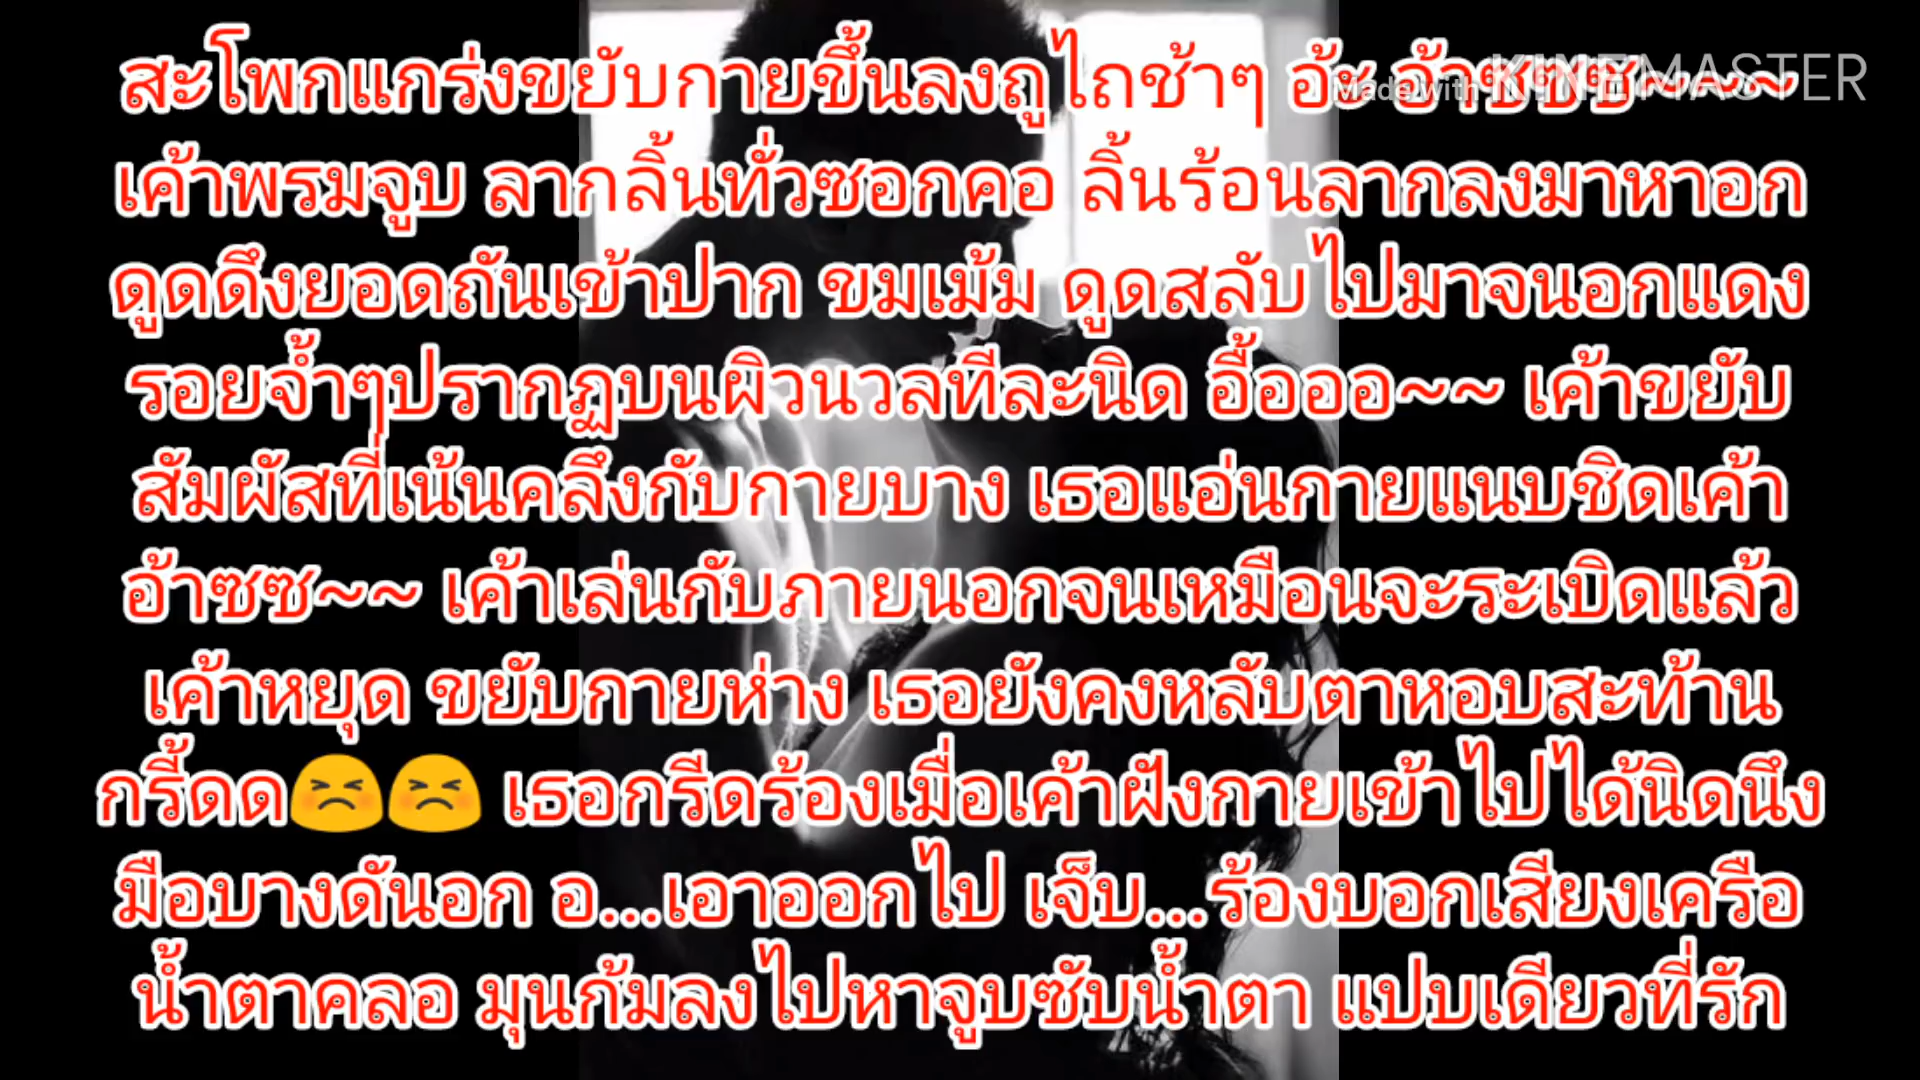 Made with KINEMASTER
สะโพกแกร่งขยับกายขึ้นลงถูไถช้าๆ อ้ะ อ้าซซซ~~~
เค้าพรมจูบ ลากลิ้นทั่วซอกคอ ลิ้นร้อนลากลงมาหาอก
ดูดดึงยอดถันเข้าปาก ขมเม้ม ดูดสลับไปมาจนอกแดง
รอยจ้ำๆปรากฏบนผิวนวลทีละนิด อื้อออ~~ เค้าขยับ
สัมผัสที่เน้นคลึงกับกายบาง เธอแอ่นกายแนบชิดเค้า
อ้าซซ~~ เค้าเล่นกับภายนอกจนเหมือนจะระเบิดแล้ว
เค้าหยุด ขยับกายห่าง เธอยังคงหลับตาหอบสะท้าน
กรี้ดด😣😣 เธอกรีดร้องเมื่อเค้าฝังกายเข้าไปได้นิดนึง
มือบางดันอก อ...เอาออกไป เจ็บ...ร้องบอกเสียงเครือ
น้ำตาคลอ มุนก้มลงไปหาจูบซับน้ำตา แปบเดียวที่รัก